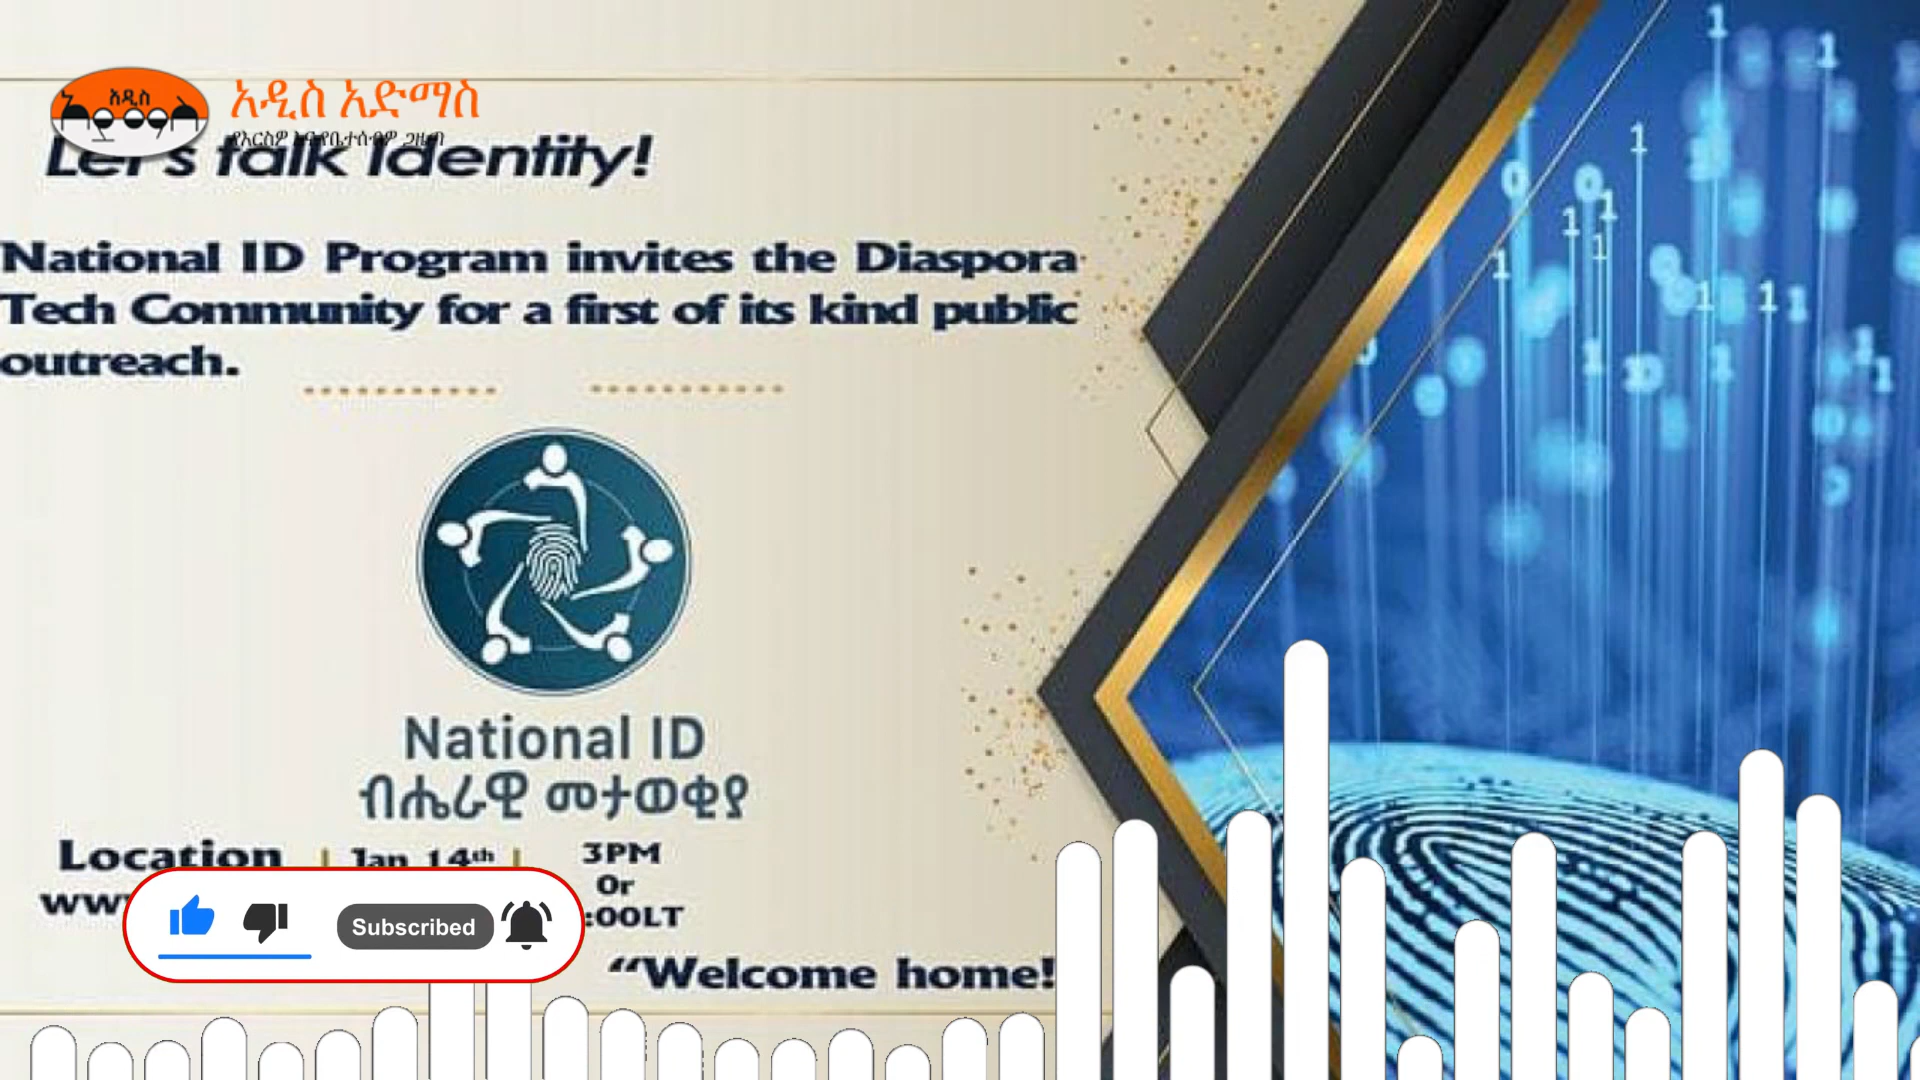 አዲስ
አዲስ አድማስ
Let's talk Identity!
National ID Program invites the Diaspora
Tech Community for a first of its kind public
outreach.
National ID
ብሔራዊ መታወቂያ
Location | Jan 14th | 3PM
Or
:00LT
Subscribed
“Welcome home!